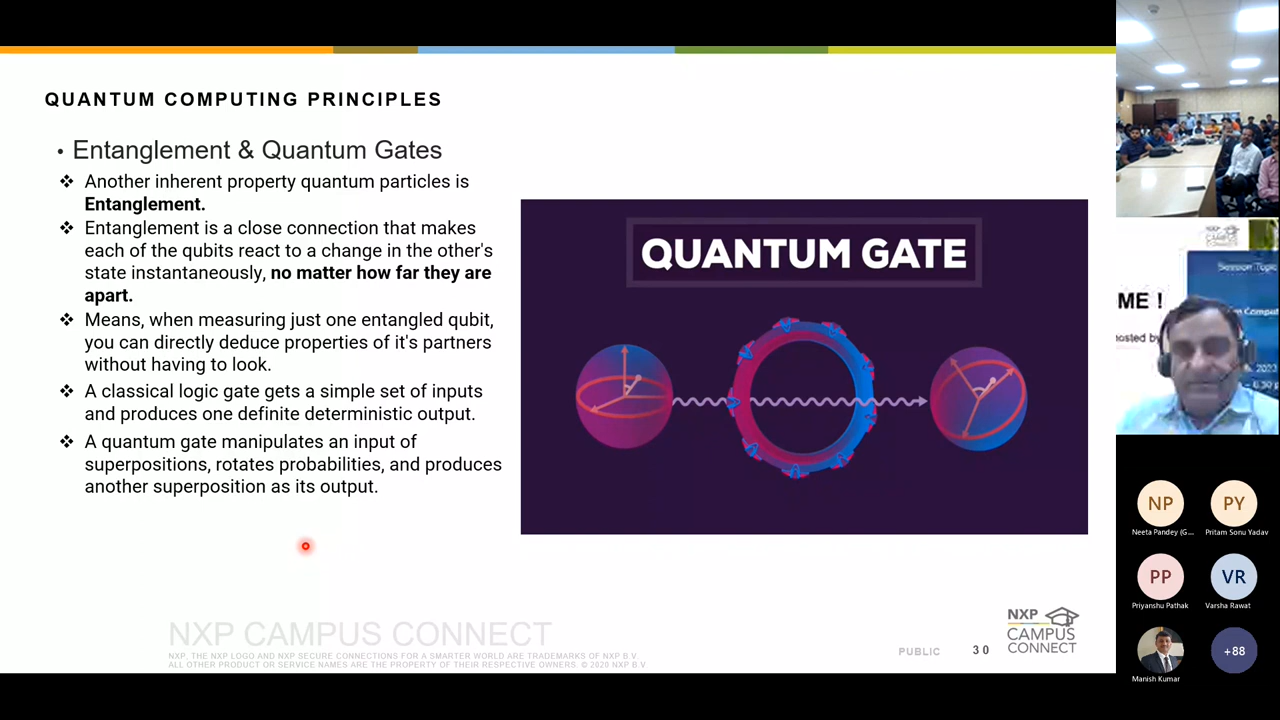 QUANTUM COMPUTING PRINCIPLES
• Entanglement & Quantum Gates
❖ Another inherent property quantum particles is
Entanglement.
❖ Entanglement is a close connection that makes
each of the qubits react to a change in the other's
state instantaneously, no matter how far they are
apart.
❖ Means, when measuring just one entangled qubit,
you can directly deduce properties of it's partners
without having to look.
❖ A classical logic gate gets a simple set of inputs
and produces one definite deterministic output.
❖ A quantum gate manipulates an input of
superpositions, rotates probabilities, and produces
another superposition as its output.
QUANTUM GATE
NXP CAMPUS CONNECT
NXP, THE NXP LOGO AND NXP SECURE CONNECTIONS FOR A SMARTER WORLD ARE TRADEMARKS OF NXP B.V.
ALL OTHER PRODUCT OR SERVICE NAMES ARE THE PROPERTY OF THEIR RESPECTIVE OWNERS. © 2020 NXP B.V.
PUBLIC
30
NXP
CAMPUS
CONNECT
Session Topic
ME !
Comput
osted by
2023
NP
Neeta Pandey (G...
PY
Pritam Sonu Yadav
PP
Priyanshu Pathak
VR
Varsha Rawat
Manish Kumar
+88